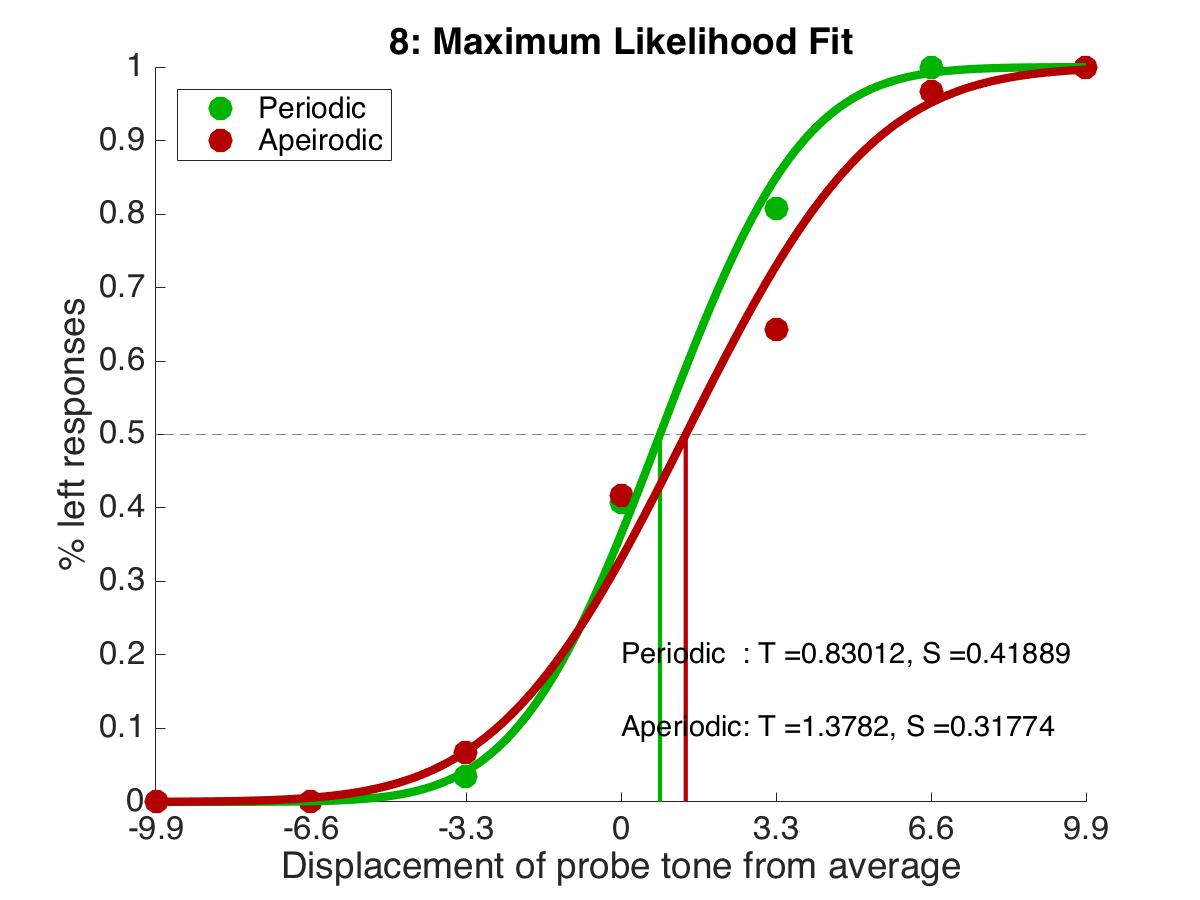 8: Maximum Likelihood Fit
1
Periodic
Apeirodic
0.9
0.8
0.7
0.6
0.5
0.4
0.3
0.2
0.1
0
% left responses
Periodic : T =0.83012, S =0.41889
Aperiodic: T =1.3782, S =0.31774
-9.9 -6.6 -3.3 0 3.3 6.6 9.9
Displacement of probe tone from average